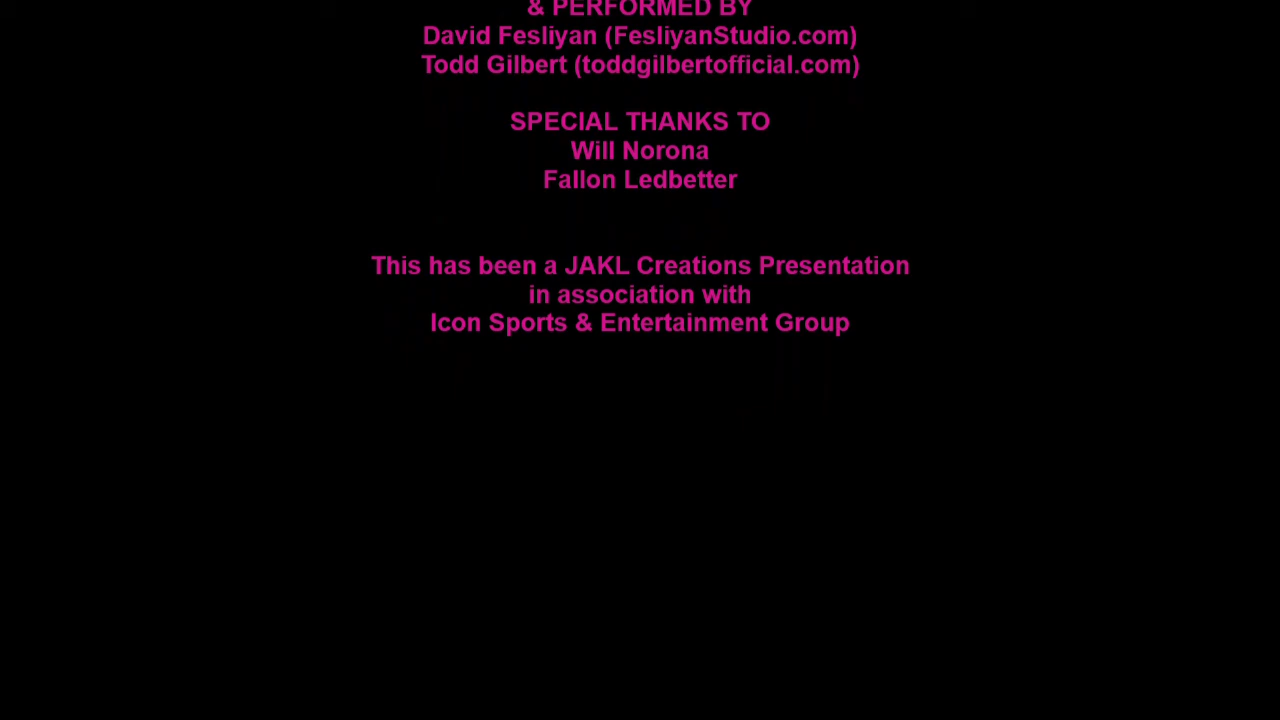 & PERFORMED BY
David Fesliyan (FesliyanStudio.com)
Todd Gilbert (toddgilbertofficial.com)
SPECIAL THANKS TO
Will Norona
Fallon Ledbetter
This has been a JAKL Creations Presentation
in association with
Icon Sports & Entertainment Group